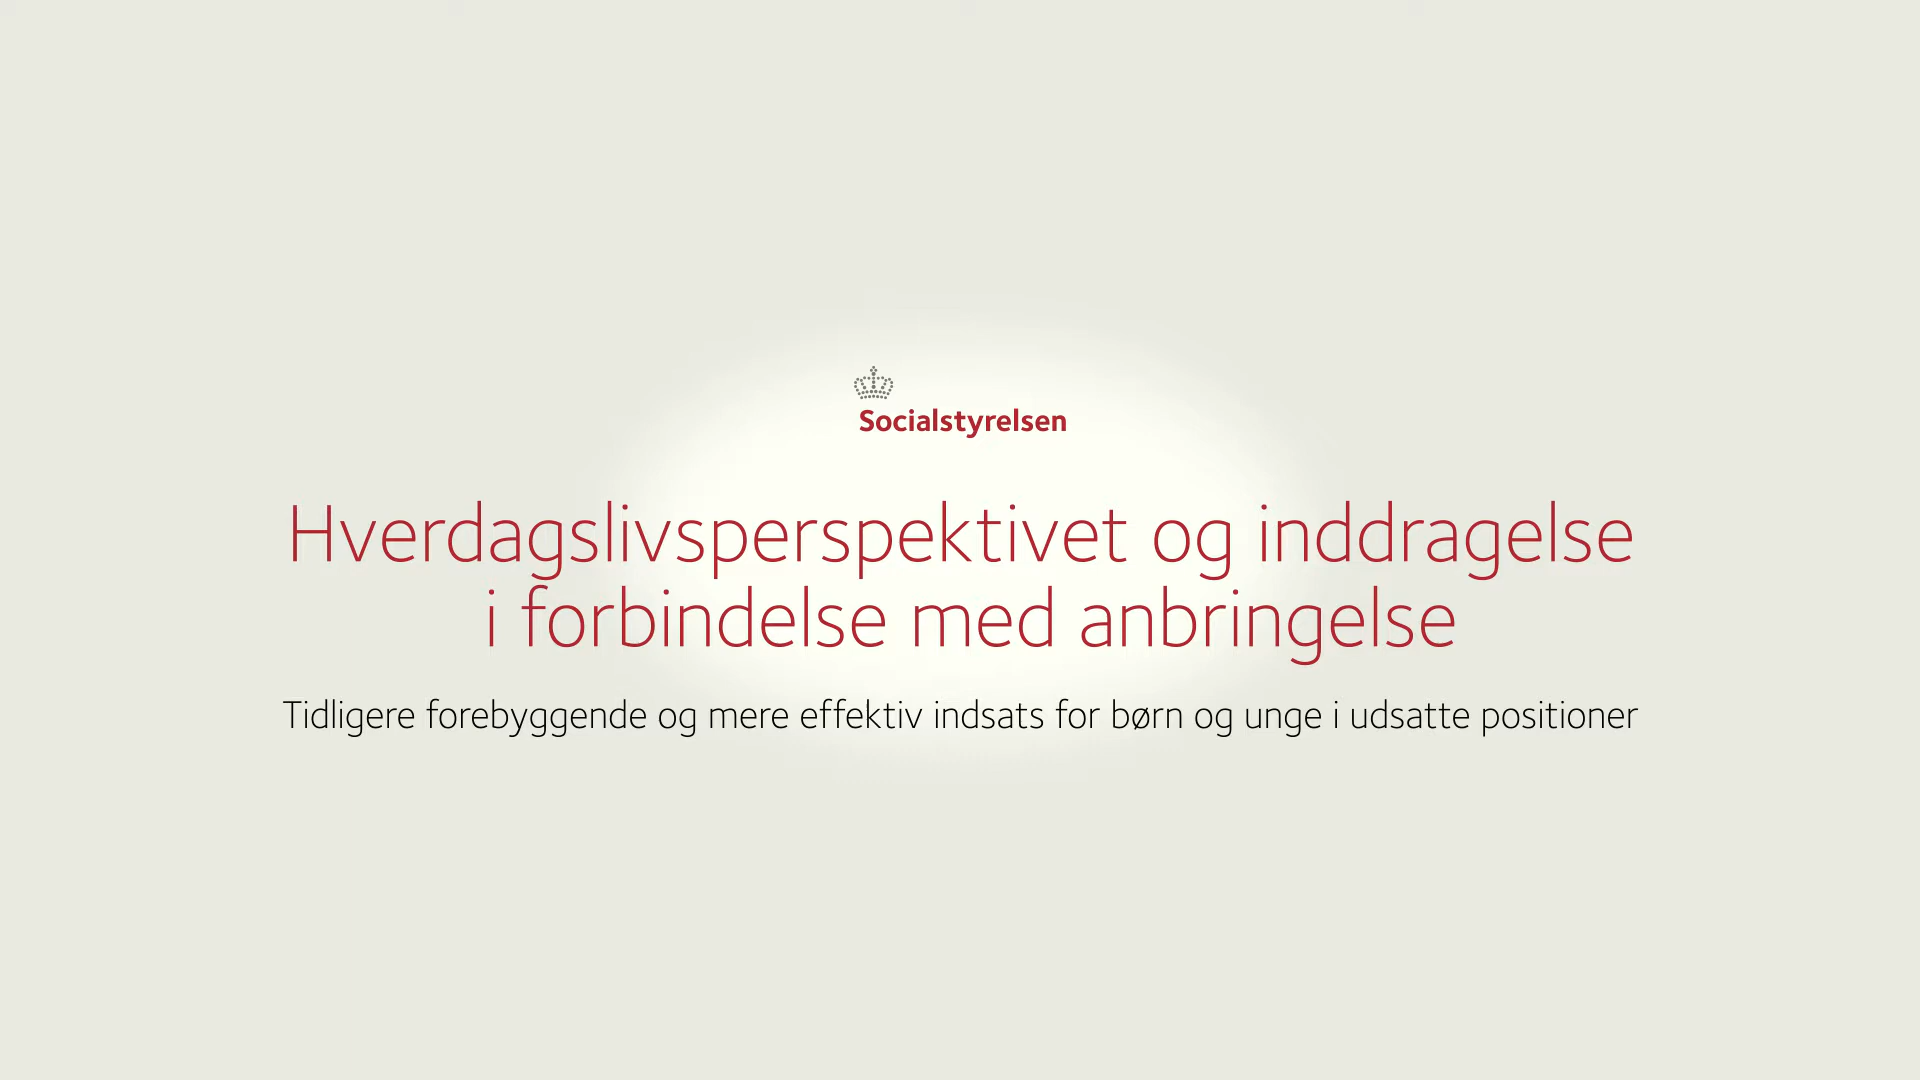 Socialstyrelsen
Hverdagslivsperspektivet og inddragelse
i forbindelse med anbringelse
Tidligere forebyggende og mere effektiv indsats for børn og unge i udsatte positioner